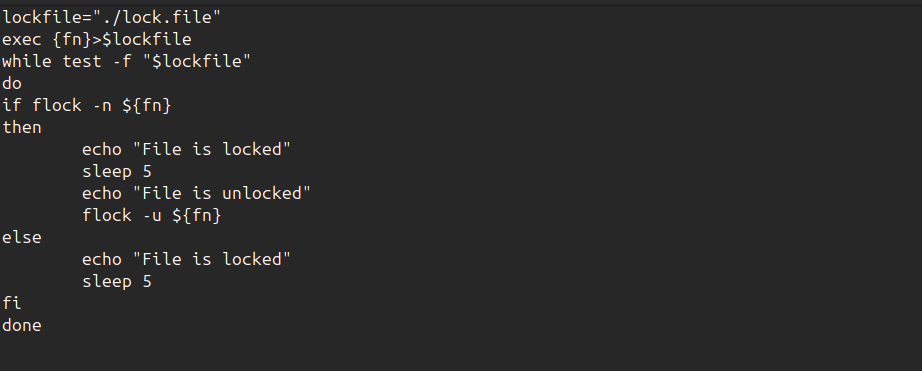 lockfile="./lock.file"
exec {fn}>$lockfile
while test -f "$lockfile"
do
if flock -n ${fn}
then
        echo "File is locked"
        sleep 5
        echo "File is unlocked"
        flock -u ${fn}
else
        echo "File is locked"
        sleep 5
fi
done